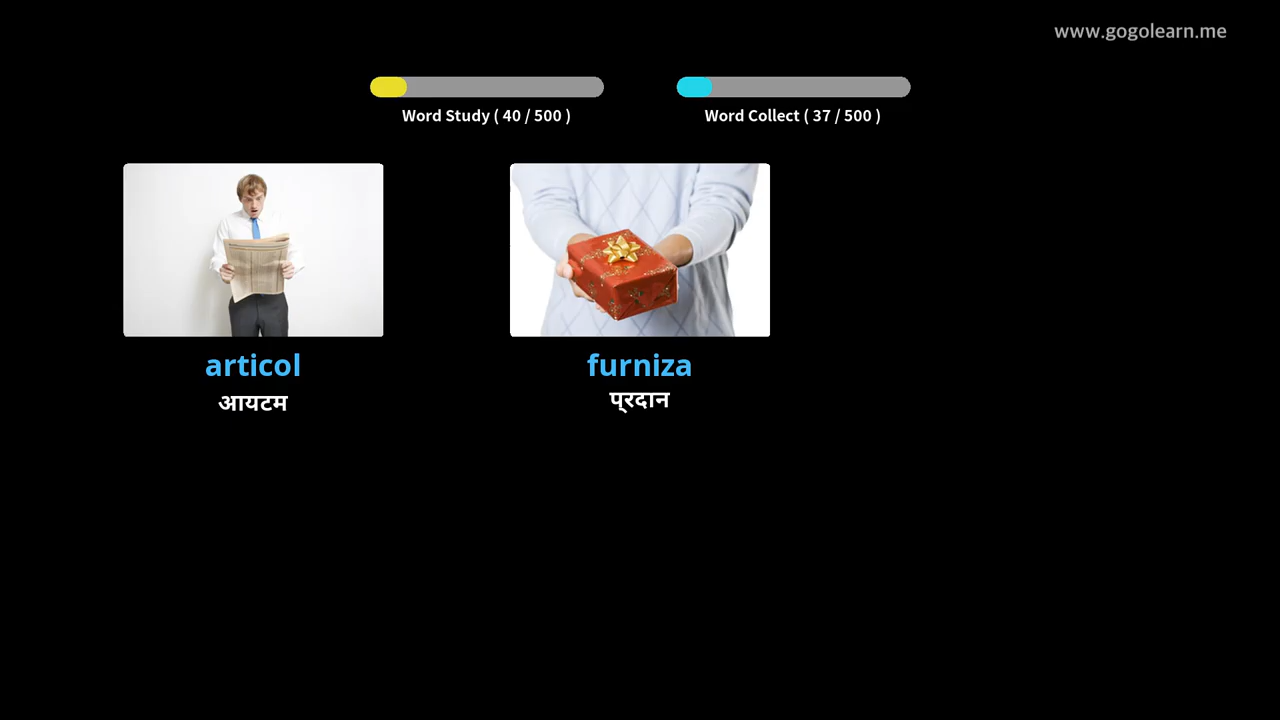 www.gogolearn.me
Word Study ( 40 / 500 )
Word Collect ( 37 / 500 )
articol
आयटम
furniza
प्रदान